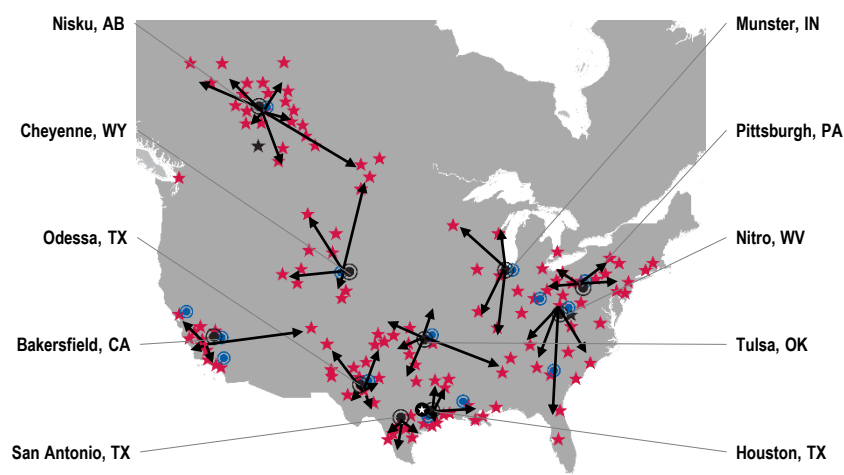 Nisku, AB
Munster, IN
Cheyenne, WY
Pittsburgh, PA
Odessa, TX
Nitro, WV
Bakersfield, CA
Tulsa, OK
San Antonio, TX
Houston, TX